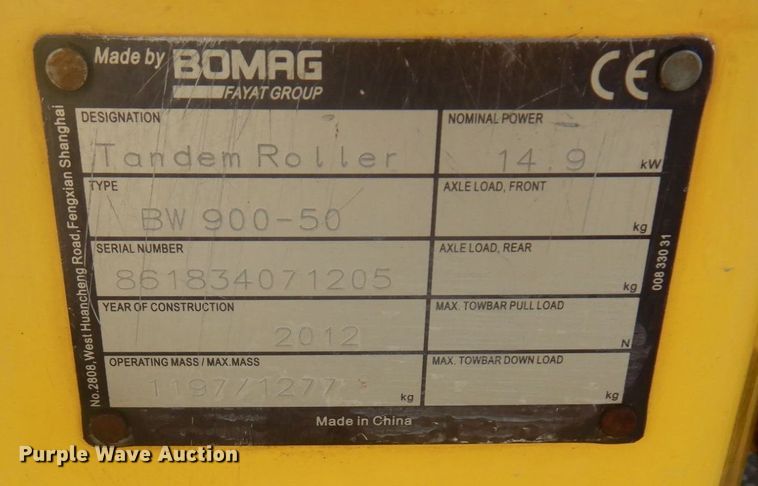 Made by BOMAG
FAYAT GROUP
CE
DESIGNATION
Tandem Roller
NOMINAL POWER
14.9 kW
TYPE
BW 900-50
AXLE LOAD, FRONT
kg
SERIAL NUMBER
861834071205
AXLE LOAD, REAR
kg
YEAR OF CONSTRUCTION
2012
MAX. TOWBAR PULL LOAD
N
OPERATING MASS / MAX.MASS
1197/1277 kg
MAX. TOWBAR DOWN LOAD
kg
Made in China
No.2808,West Huancheng Road,Fengxian Shanghai
008 330 31
Purple Wave Auction